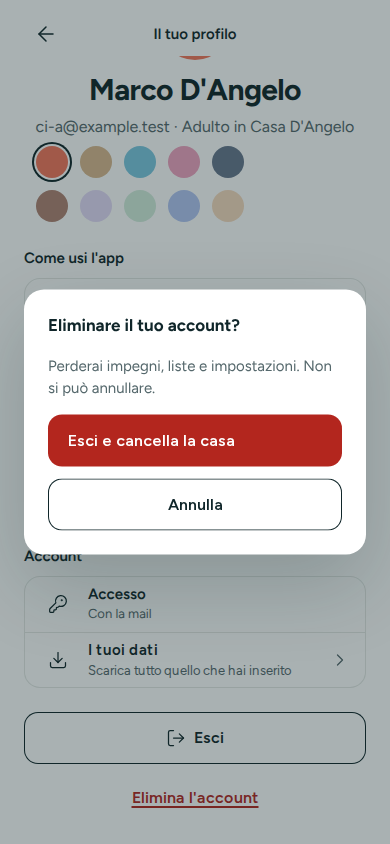 Il tuo profilo
Marco D'Angelo
ci-a@example.test · Adulto in Casa D'Angelo
Come usi l'app
Eliminare il tuo account?
Perderai impegni, liste e impostazioni. Non
si può annullare.
Esci e cancella la casa
Annulla
Account
Accesso
Con la mail
I tuoi dati
Scarica tutto quello che hai inserito
Esci
Elimina l'account